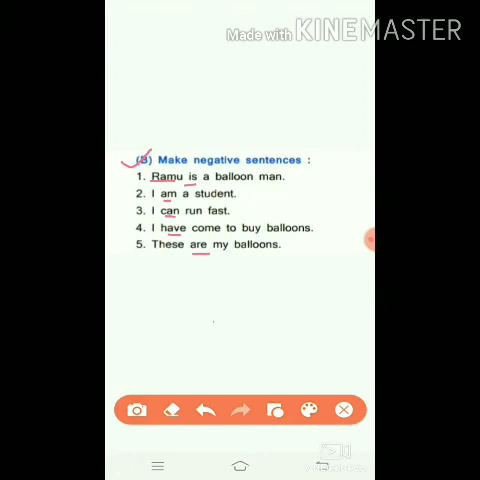 Made with KINEMASTER
(B) Make negative sentences :
1. Ramu is a balloon man.
2. I am a student.
3. I can run fast.
4. I have come to buy balloons.
5. These are my balloons.